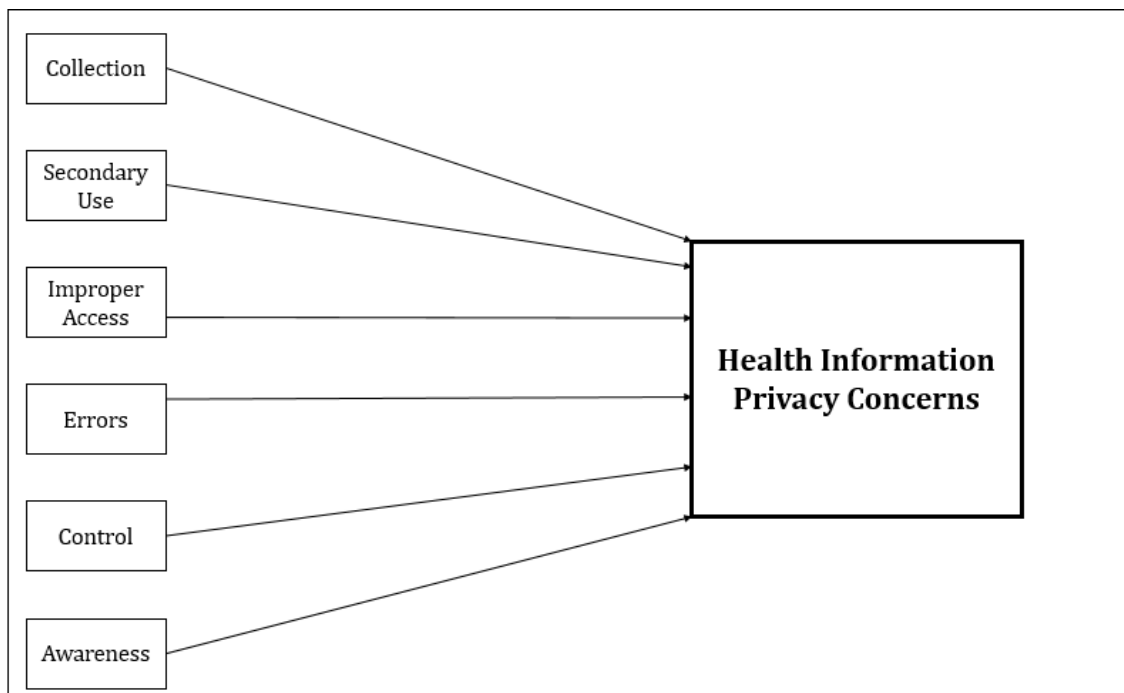 Collection
Secondary
Use
Improper
Access
Errors
Control
Awareness
Health Information
Privacy Concerns